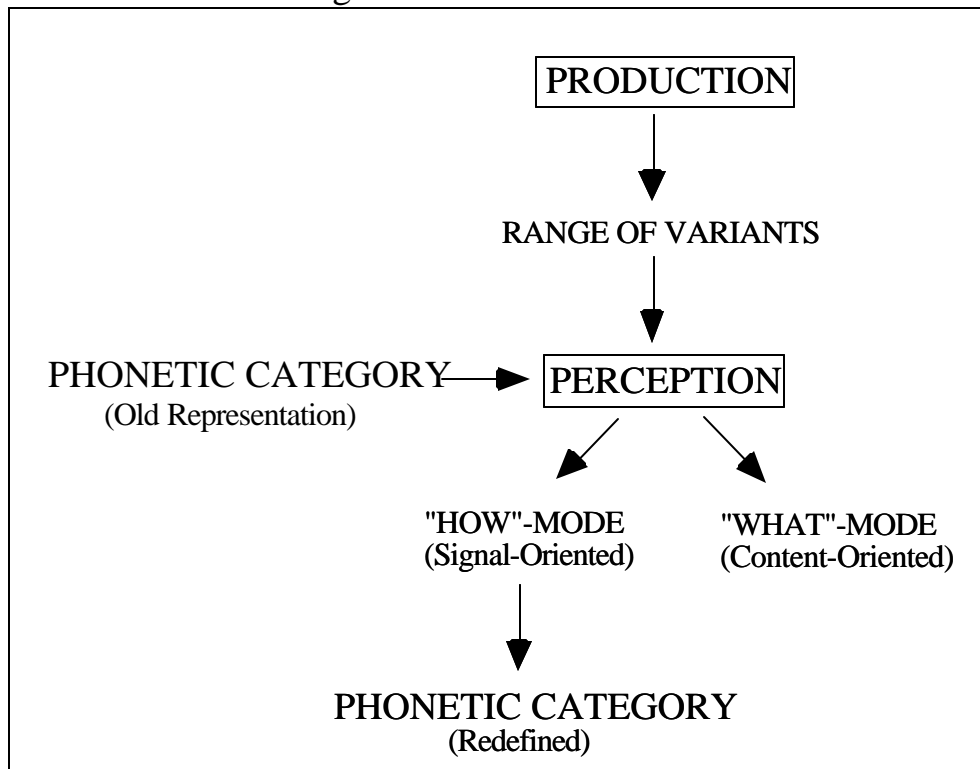 PRODUCTION
RANGE OF VARIANTS
PHONETIC CATEGORY
(Old Representation)
PERCEPTION
"HOW"-MODE
(Signal-Oriented)
"WHAT"-MODE
(Content-Oriented)
PHONETIC CATEGORY
(Redefined)